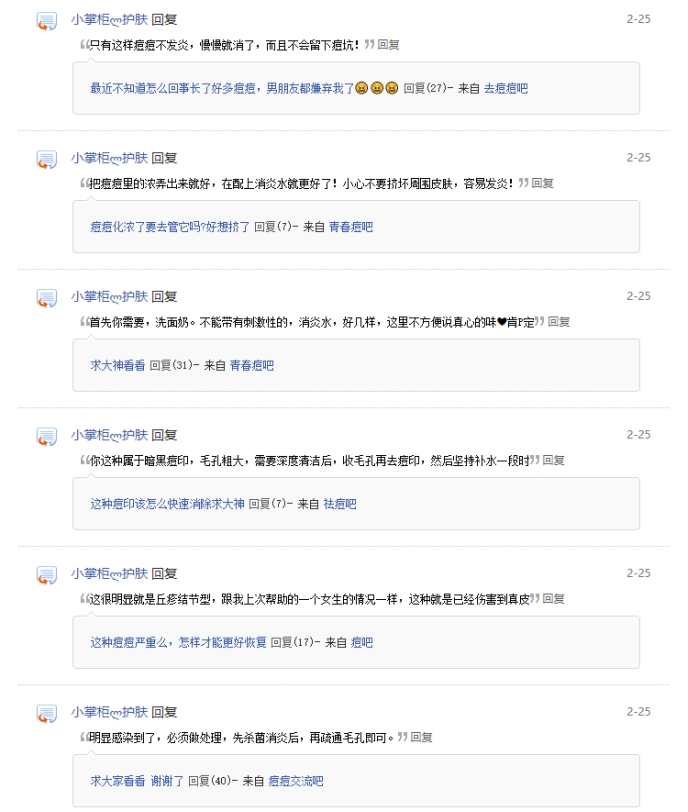 小掌柜ღ护肤 回复 2-25
“只有这样痘痘不发炎，慢慢就消了，而且不会留下痘坑！” 回复
最近不知道怎么回事长了好多痘痘，男朋友都嫌弃我了😖😖😖 回复(27)- 来自 去痘痘吧
小掌柜ღ护肤 回复 2-25
“把痘痘里的浓弄出来就好，在配上消炎水就更好了！小心不要挤坏周围皮肤，容易发炎！” 回复
痘痘化浓了要去管它吗?好想挤了 回复(7)- 来自 青春痘吧
小掌柜ღ护肤 回复 2-25
“首先你需要，洗面奶。不能带有刺激性的，消炎水，好几样，这里不方便说真心的味❤肯P定” 回复
求大神看看 回复(31)- 来自 青春痘吧
小掌柜ღ护肤 回复 2-25
“你这种属于暗黑痘印，毛孔粗大，需要深度清洁后，收毛孔再去痘印，然后坚持补水一段时” 回复
这种痘印该怎么快速消除求大神 回复(7)- 来自 祛痘吧
小掌柜ღ护肤 回复 2-25
“这很明显就是丘疹结节型，跟我上次帮助的一个女生的情况一样，这种就是已经伤害到真皮” 回复
这种痘痘严重么，怎样才能更好恢复 回复(17)- 来自 痘吧
小掌柜ღ护肤 回复 2-25
“明显感染到了，必须做处理，先杀菌消炎后，再疏通毛孔即可。” 回复
求大家看看 谢谢了 回复(40)- 来自 痘痘交流吧